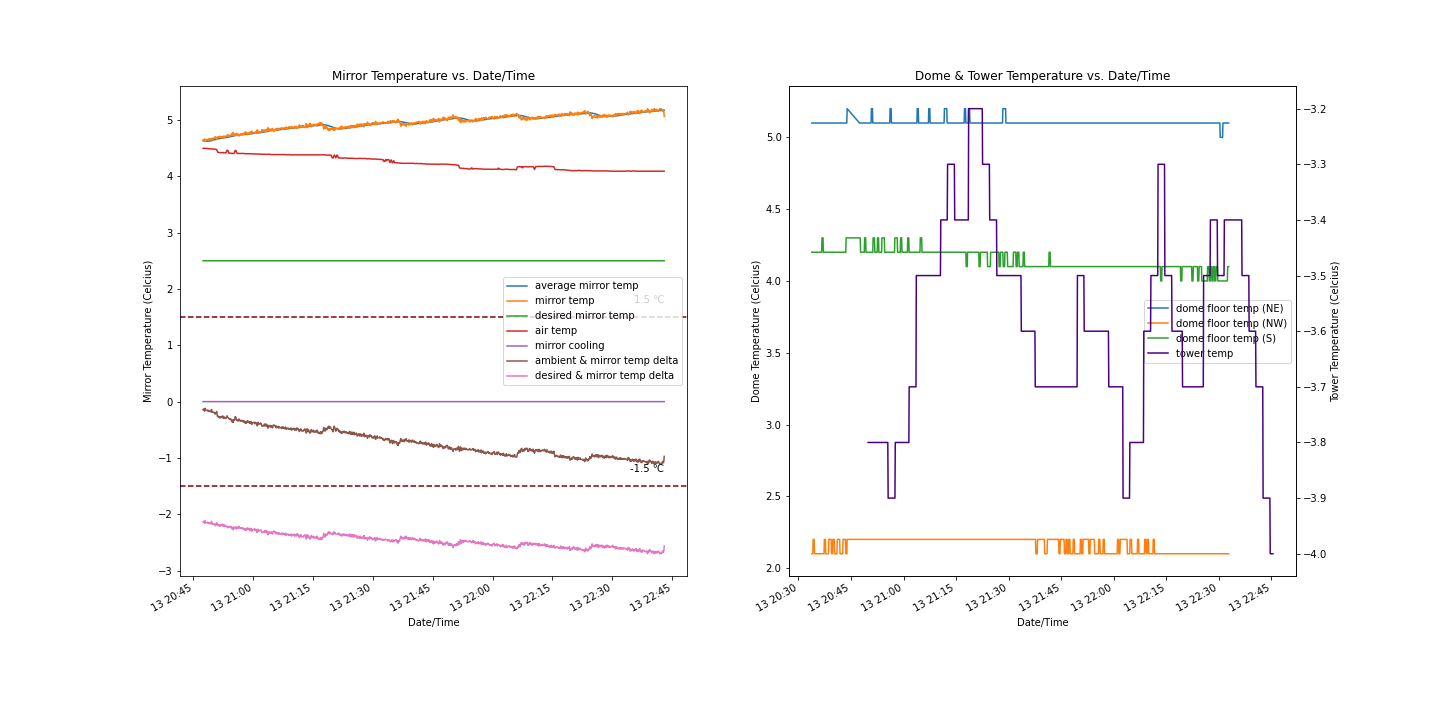 Mirror Temperature vs. Date/Time
Mirror Temperature (Celcius)
5
4
3
2
1
0
−1
−2
−3
1.5 °C
-1.5 °C
average mirror temp
mirror temp
desired mirror temp
air temp
mirror cooling
ambient & mirror temp delta
desired & mirror temp delta
13 20:45
13 21:00
13 21:15
13 21:30
13 21:45
13 22:00
13 22:15
13 22:30
13 22:45
Date/Time
Dome & Tower Temperature vs. Date/Time
Dome Temperature (Celcius)
5.0
4.5
4.0
3.5
3.0
2.5
2.0
dome floor temp (NE)
dome floor temp (NW)
dome floor temp (S)
tower temp
−3.2
−3.3
−3.4
−3.5
−3.6
−3.7
−3.8
−3.9
−4.0
Tower Temperature (Celcius)
13 20:30
13 20:45
13 21:00
13 21:15
13 21:30
13 21:45
13 22:00
13 22:15
13 22:30
13 22:45
Date/Time